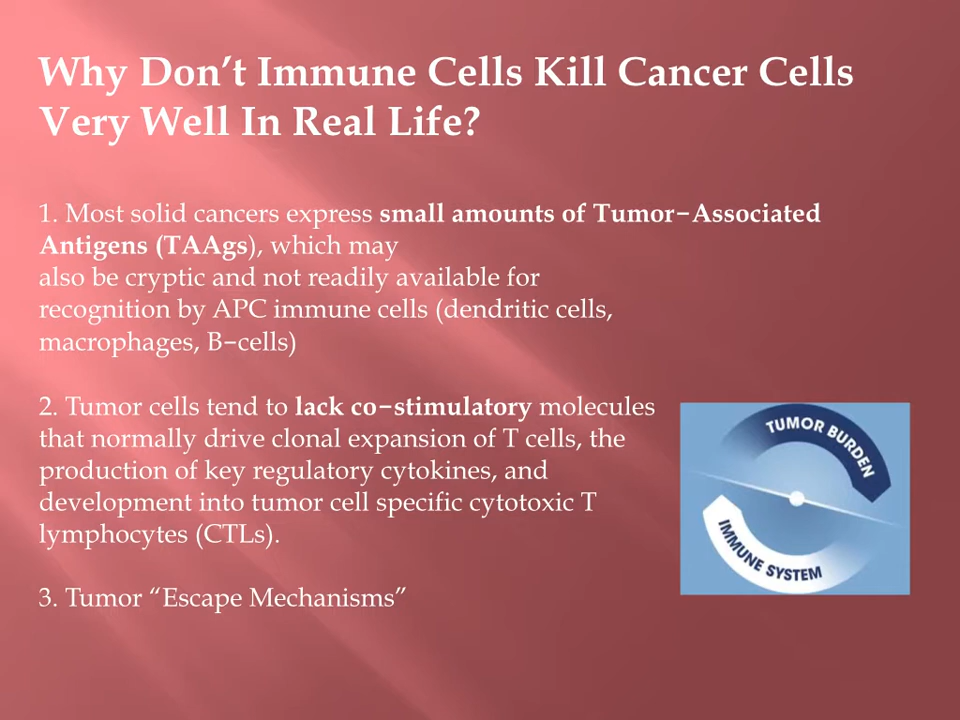 Why Don’t Immune Cells Kill Cancer Cells
Very Well In Real Life?
1. Most solid cancers express small amounts of Tumor−Associated
Antigens (TAAgs), which may
also be cryptic and not readily available for
recognition by APC immune cells (dendritic cells,
macrophages, B−cells)
2. Tumor cells tend to lack co−stimulatory molecules
that normally drive clonal expansion of T cells, the
production of key regulatory cytokines, and
development into tumor cell specific cytotoxic T
lymphocytes (CTLs).
3. Tumor “Escape Mechanisms”
TUMOR BURDEN
IMMUNE SYSTEM